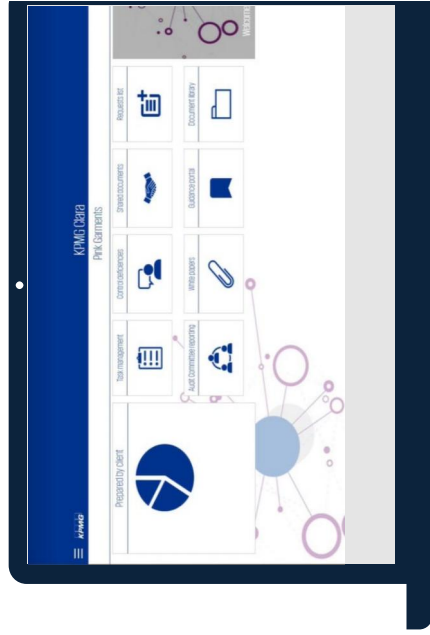 KPMG
KPMG Clara
Pink Garments
Prepared by client
Task management
Control deficiencies
Shared documents
Requests list
Audit Committee reporting
White papers
Guidance portal
Document library